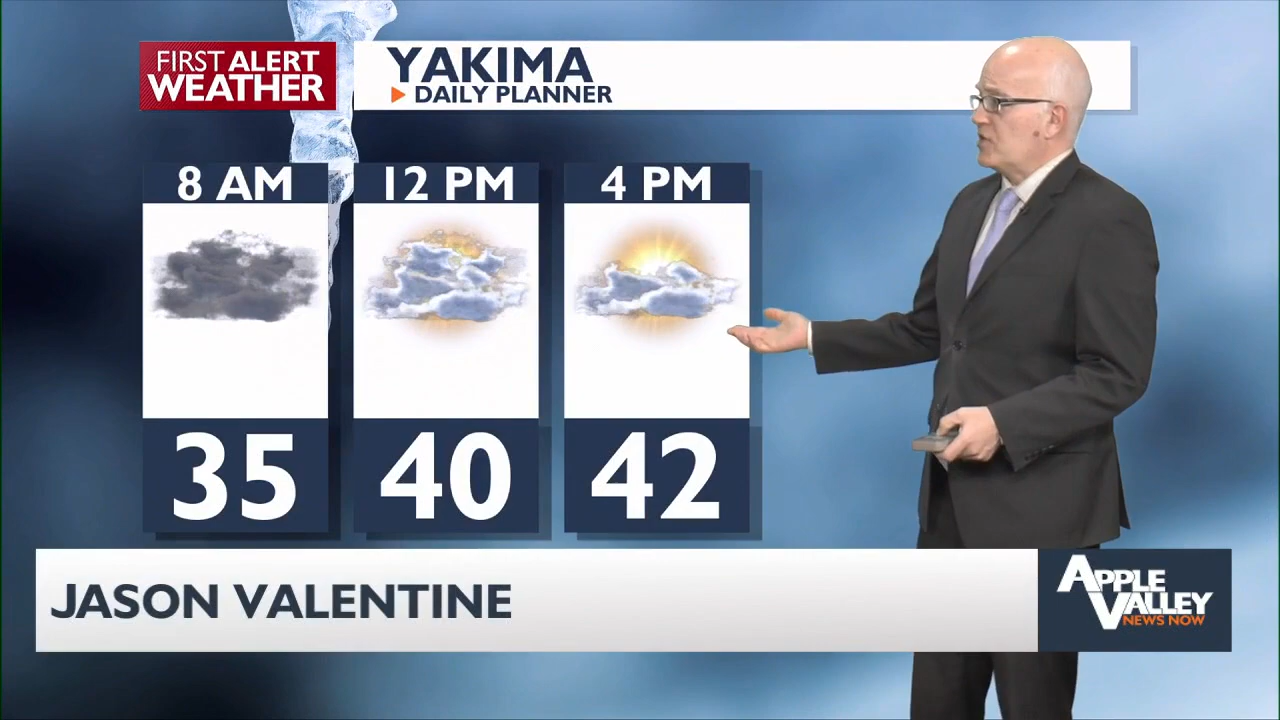 FIRST ALERT
WEATHER
YAKIMA
DAILY PLANNER
8 AM
12 PM
4 PM
35
40
42
JASON VALENTINE
APPLE
VALLEY
NEWS NOW